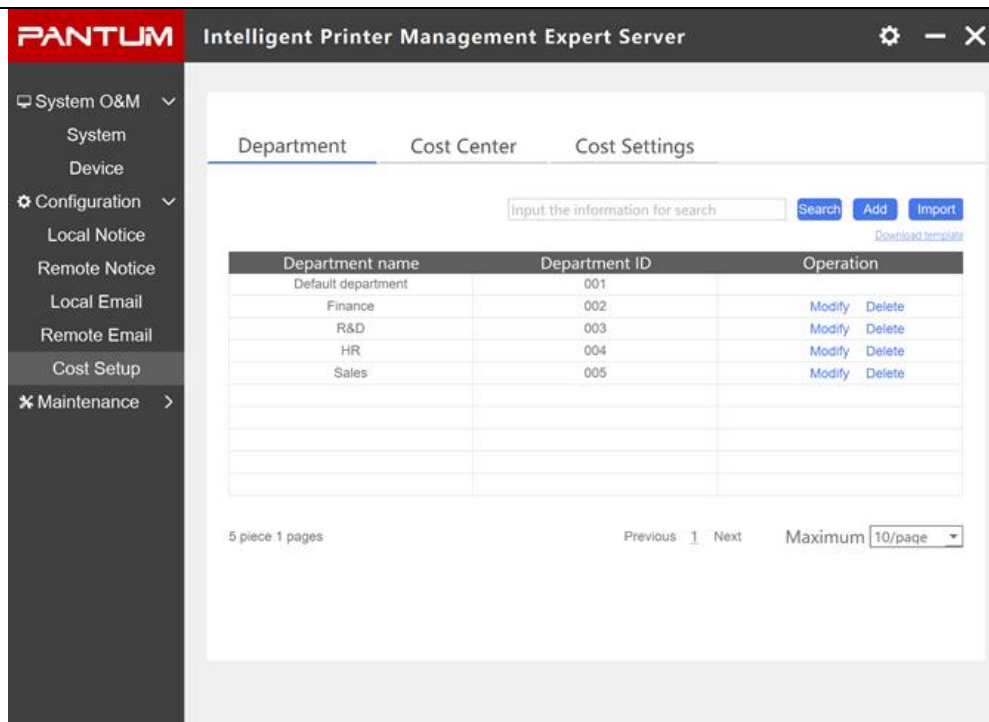 PANTUM Intelligent Printer Management Expert Server
System O&M
System
Device
Configuration
Local Notice
Remote Notice
Local Email
Remote Email
Cost Setup
Maintenance
Department Cost Center Cost Settings
Input the information for search Search Add Import
Download template
Department name Department ID Operation
Default department 001
Finance 002 Modify Delete
R&D 003 Modify Delete
HR 004 Modify Delete
Sales 005 Modify Delete
5 piece 1 pages Previous 1 Next Maximum 10/page